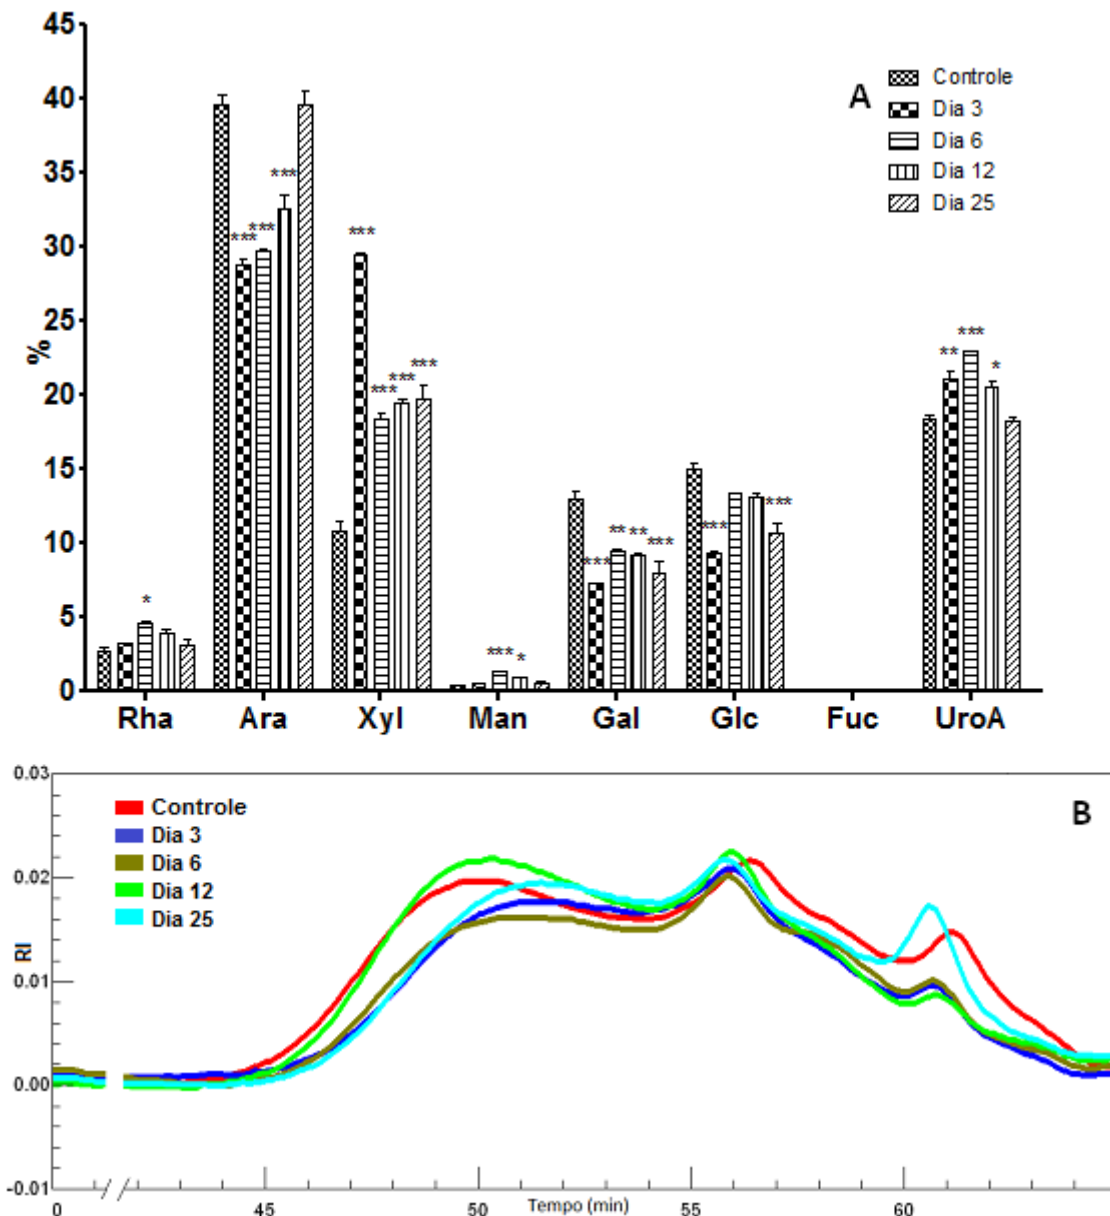 45
40
35
30
25
20
15
10
5
0
%
A
Controle
Dia 3
Dia 6
Dia 12
Dia 25
*
***
***
***
***
***
***
***
***
*
***
**
**
***
***
***
**
***
*
Rha Ara Xyl Man Gal Glc Fuc UroA
0.03
0.02
0.01
0.00
-0.01
RI
Controle
Dia 3
Dia 6
Dia 12
Dia 25
B
0 45 50 55 60
Tempo (min)